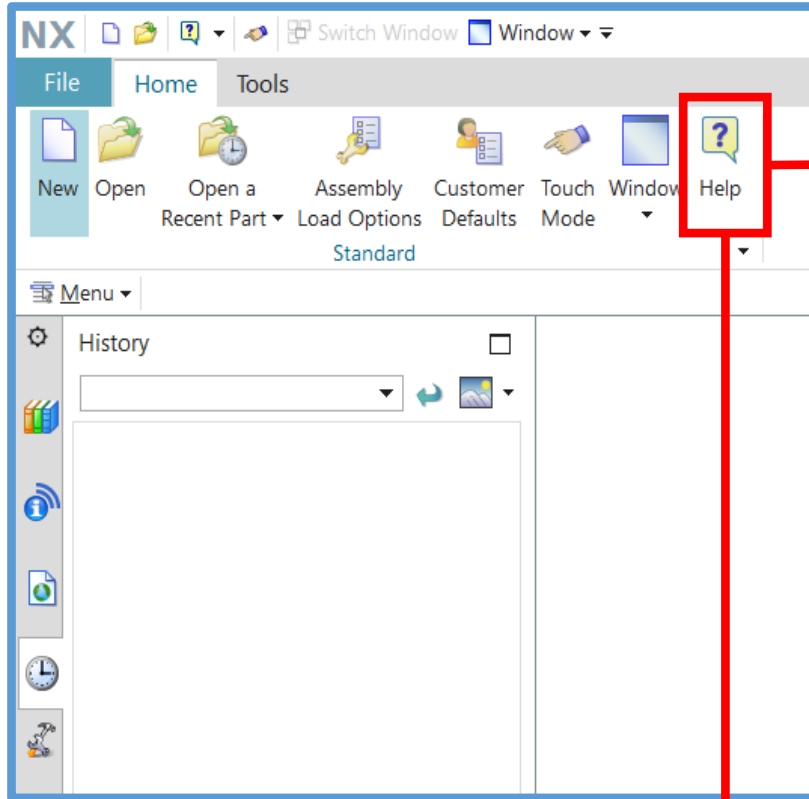 NX Switch Window Window
File Home Tools
New Open Open a Recent Part Assembly Load Options Customer Defaults Touch Mode Window Help
Standard
Menu
History